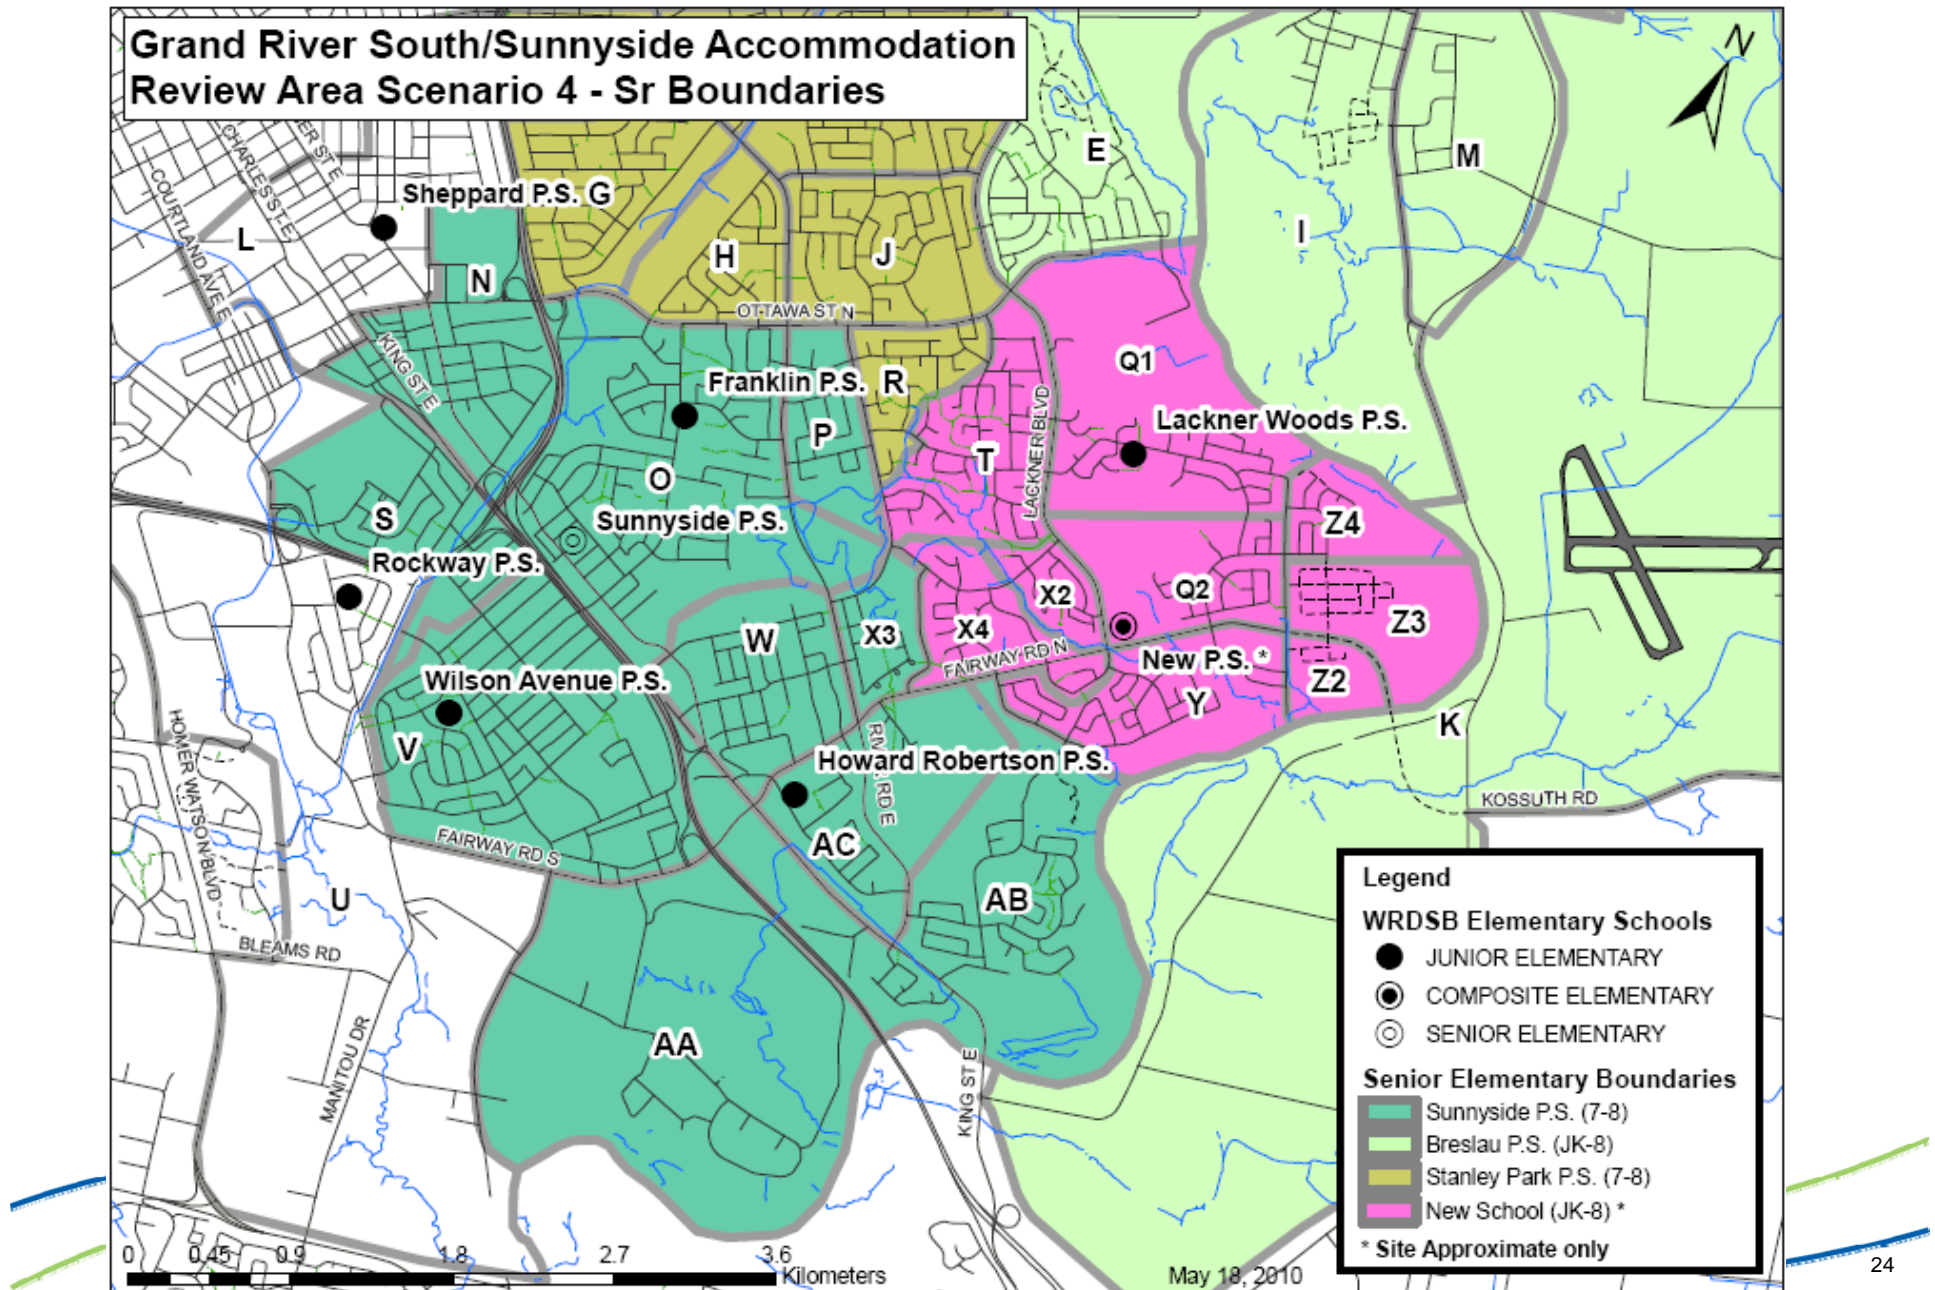 Grand River South/Sunnyside Accommodation
Review Area Scenario 4 - Sr Boundaries
N
E
M
ER ST E
CHARLES ST E
COURTLAND AVE E
Sheppard P.S.
G
L
I
H
J
N
OTTAWA ST N
KING ST E
Q1
Franklin P.S.
R
LACKNER BLVD
Lackner Woods P.S.
P
T
O
S
Sunnyside P.S.
Z4
Rockway P.S.
X2
Q2
Z3
W
X3
X4
FAIRWAY RD N
New P.S. *
Wilson Avenue P.S.
Z2
Y
K
V
HOMER WATSON BLVD
RIVER RD E
Howard Robertson P.S.
KOSSUTH RD
FAIRWAY RD S
AC
U
AB
BLEAMS RD
AA
MANITOU DR
KING ST E
Legend
WRDSB Elementary Schools
JUNIOR ELEMENTARY
COMPOSITE ELEMENTARY
SENIOR ELEMENTARY
Senior Elementary Boundaries
Sunnyside P.S. (7-8)
Breslau P.S. (JK-8)
Stanley Park P.S. (7-8)
New School (JK-8) *
* Site Approximate only
0 0.45 0.9 1.8 2.7 3.6
Kilometers
May 18, 2010
24